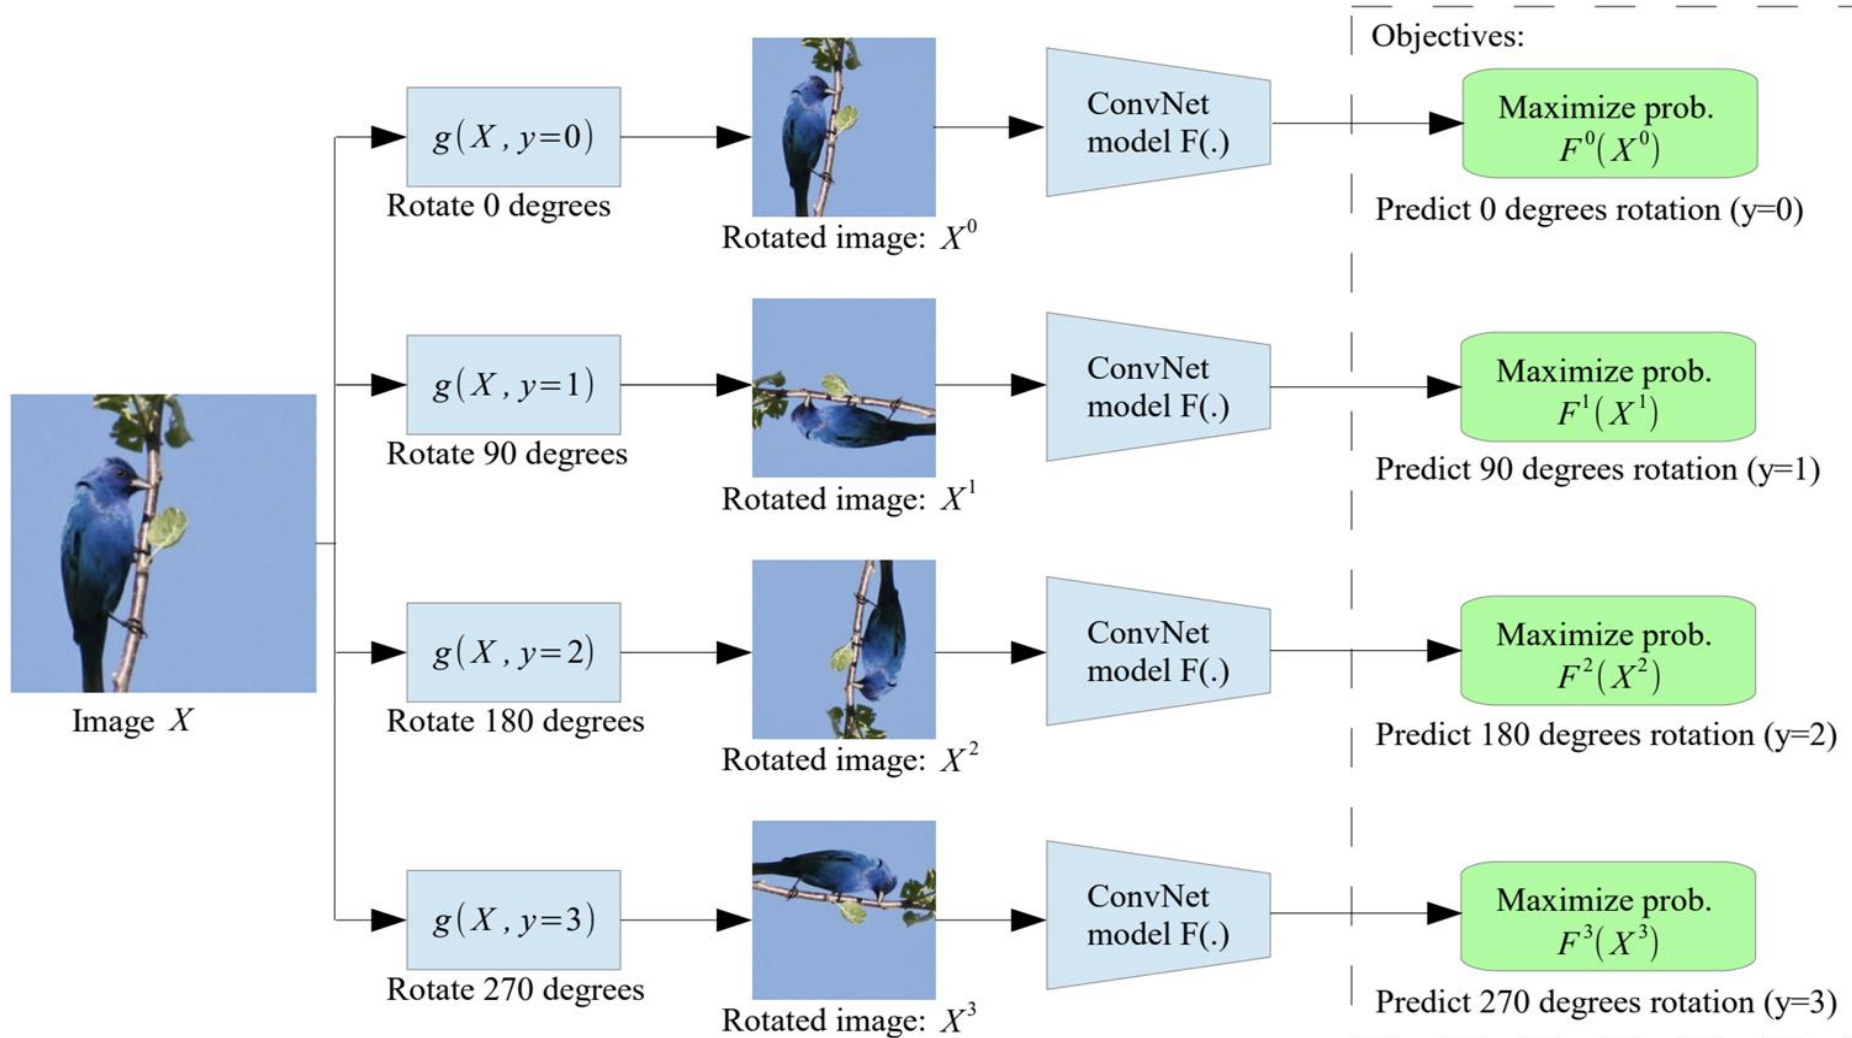 Objectives:
g(X, y=0)
Rotate 0 degrees
Rotated image: X^0
ConvNet
model F(.)
Maximize prob.
F^0(X^0)
Predict 0 degrees rotation (y=0)
g(X, y=1)
Rotate 90 degrees
Rotated image: X^1
ConvNet
model F(.)
Maximize prob.
F^1(X^1)
Predict 90 degrees rotation (y=1)
Image X
g(X, y=2)
Rotate 180 degrees
Rotated image: X^2
ConvNet
model F(.)
Maximize prob.
F^2(X^2)
Predict 180 degrees rotation (y=2)
g(X, y=3)
Rotate 270 degrees
Rotated image: X^3
ConvNet
model F(.)
Maximize prob.
F^3(X^3)
Predict 270 degrees rotation (y=3)